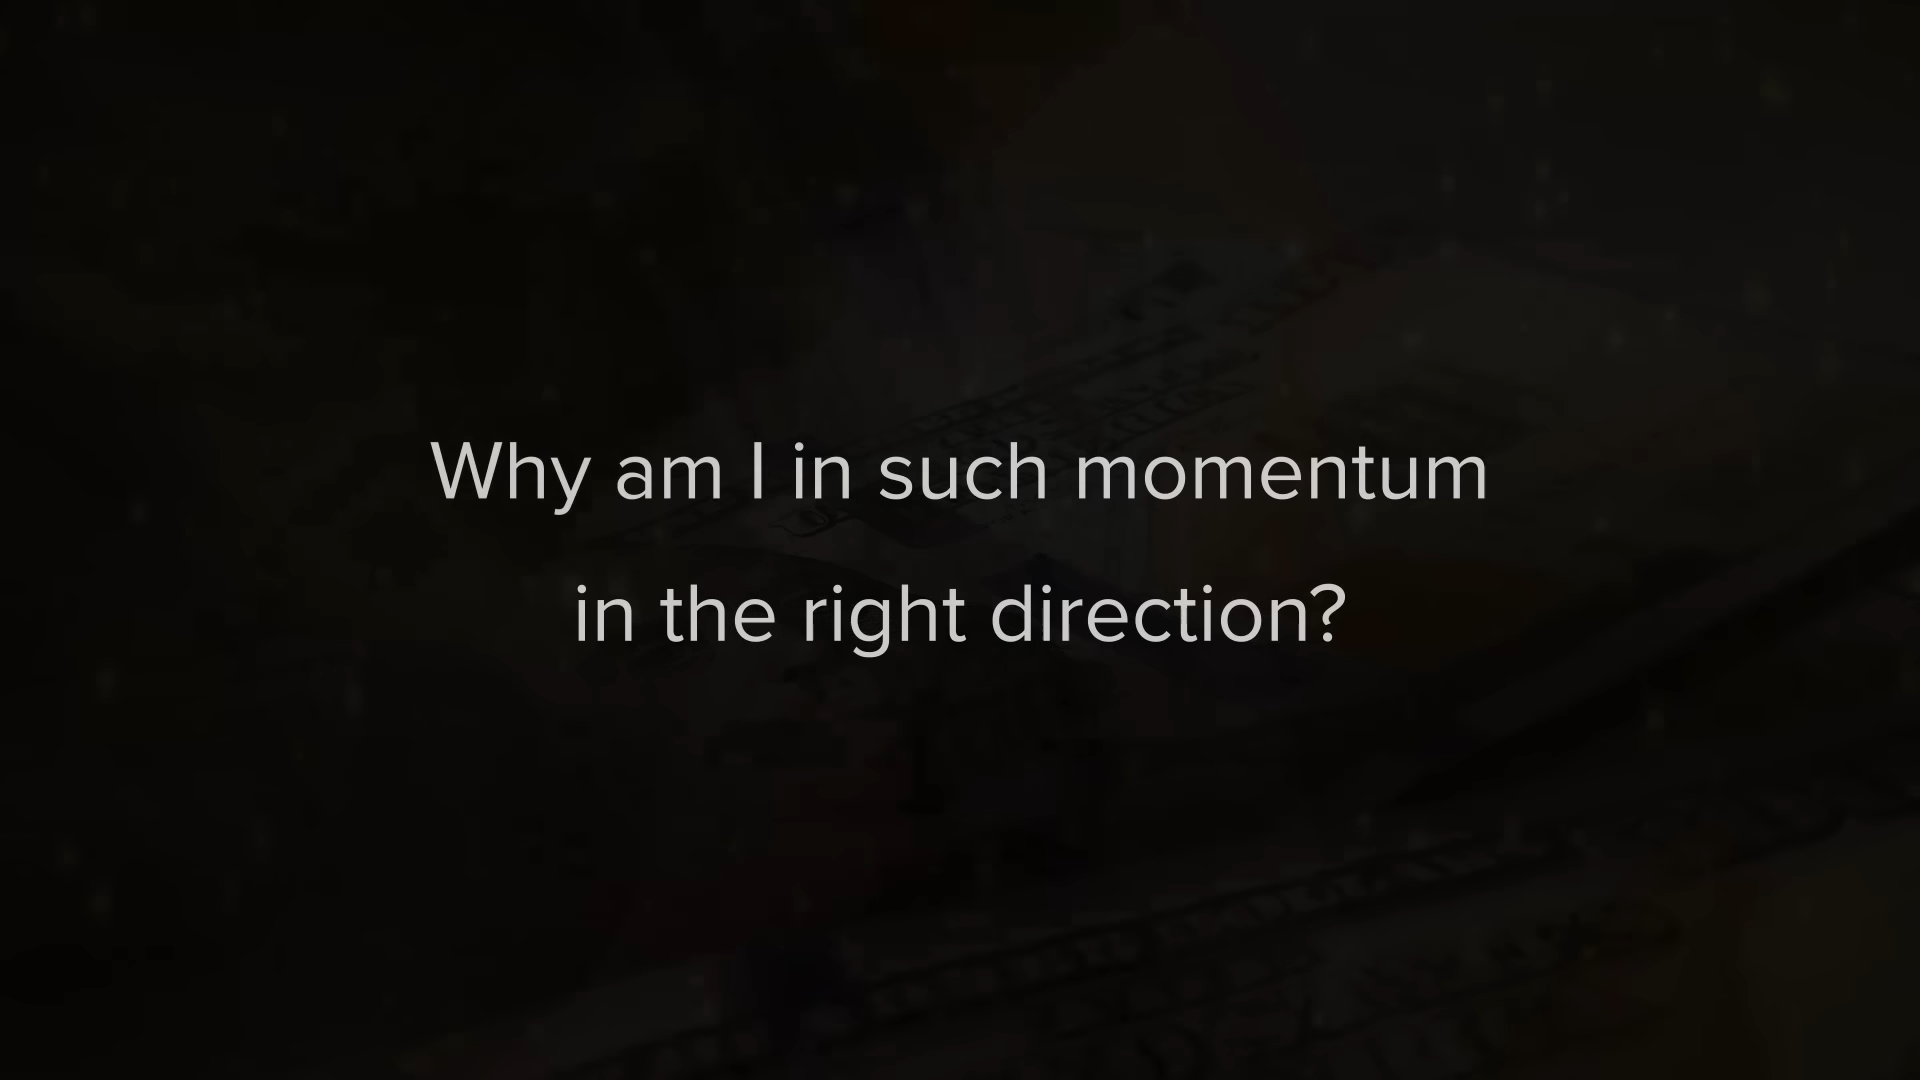 Why am I in such momentum
in the right direction?